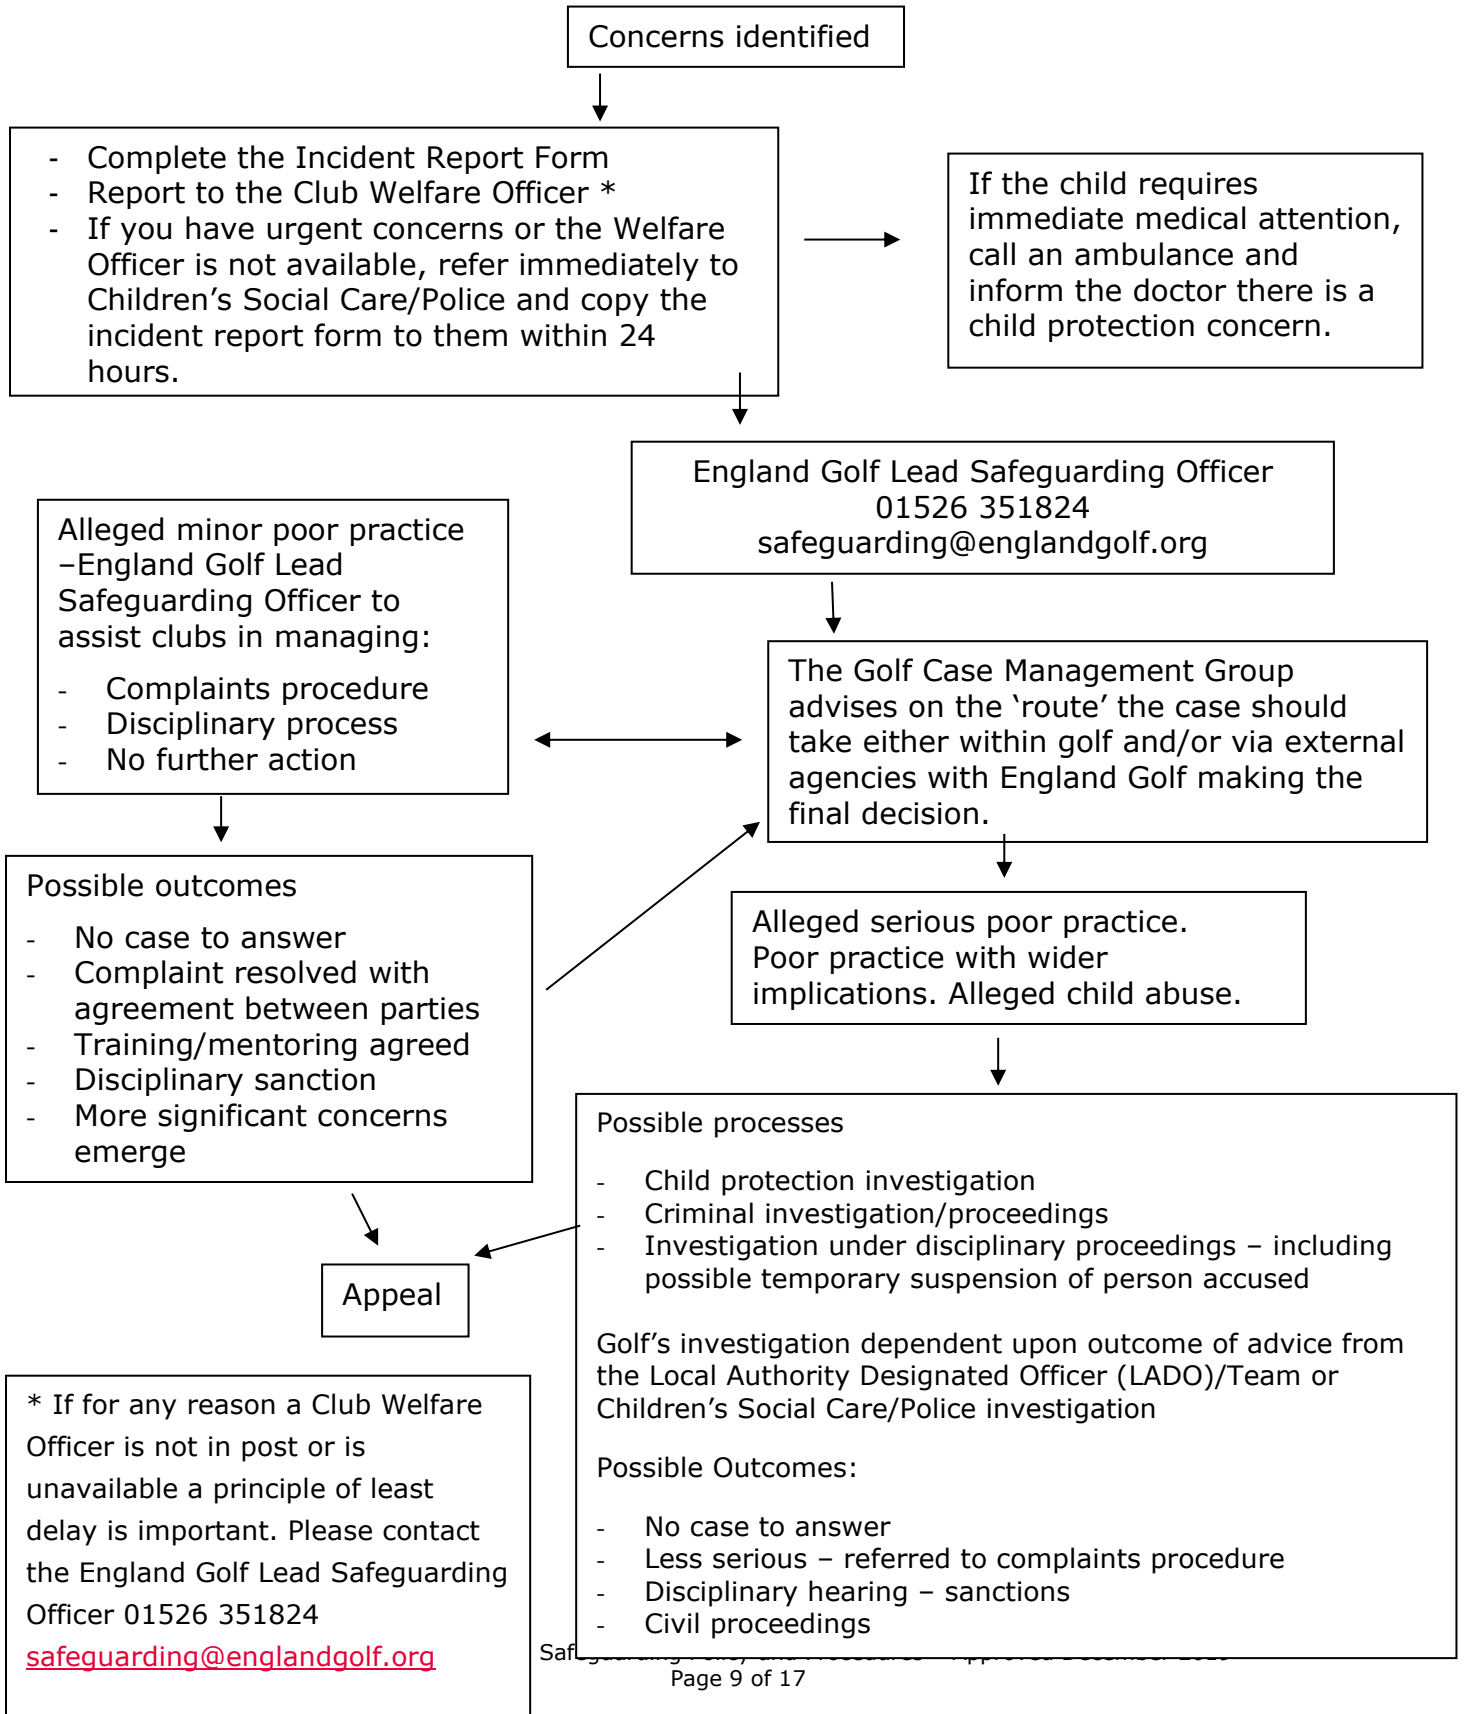 Concerns identified
- Complete the Incident Report Form
- Report to the Club Welfare Officer *
- If you have urgent concerns or the Welfare
Officer is not available, refer immediately to
Children’s Social Care/Police and copy the
incident report form to them within 24
hours.
If the child requires
immediate medical attention,
call an ambulance and
inform the doctor there is a
child protection concern.
England Golf Lead Safeguarding Officer
01526 351824
safeguarding@englandgolf.org
Alleged minor poor practice
–England Golf Lead
Safeguarding Officer to
assist clubs in managing:
- Complaints procedure
- Disciplinary process
- No further action
The Golf Case Management Group
advises on the ‘route’ the case should
take either within golf and/or via external
agencies with England Golf making the
final decision.
Possible outcomes
- No case to answer
- Complaint resolved with
agreement between parties
- Training/mentoring agreed
- Disciplinary sanction
- More significant concerns
emerge
Alleged serious poor practice.
Poor practice with wider
implications. Alleged child abuse.
Possible processes
- Child protection investigation
- Criminal investigation/proceedings
- Investigation under disciplinary proceedings – including
possible temporary suspension of person accused
Golf’s investigation dependent upon outcome of advice from
the Local Authority Designated Officer (LADO)/Team or
Children’s Social Care/Police investigation
Possible Outcomes:
- No case to answer
- Less serious – referred to complaints procedure
- Disciplinary hearing – sanctions
- Civil proceedings
Appeal
* If for any reason a Club Welfare
Officer is not in post or is
unavailable a principle of least
delay is important. Please contact
the England Golf Lead Safeguarding
Officer 01526 351824
safeguarding@englandgolf.org
Page 9 of 17